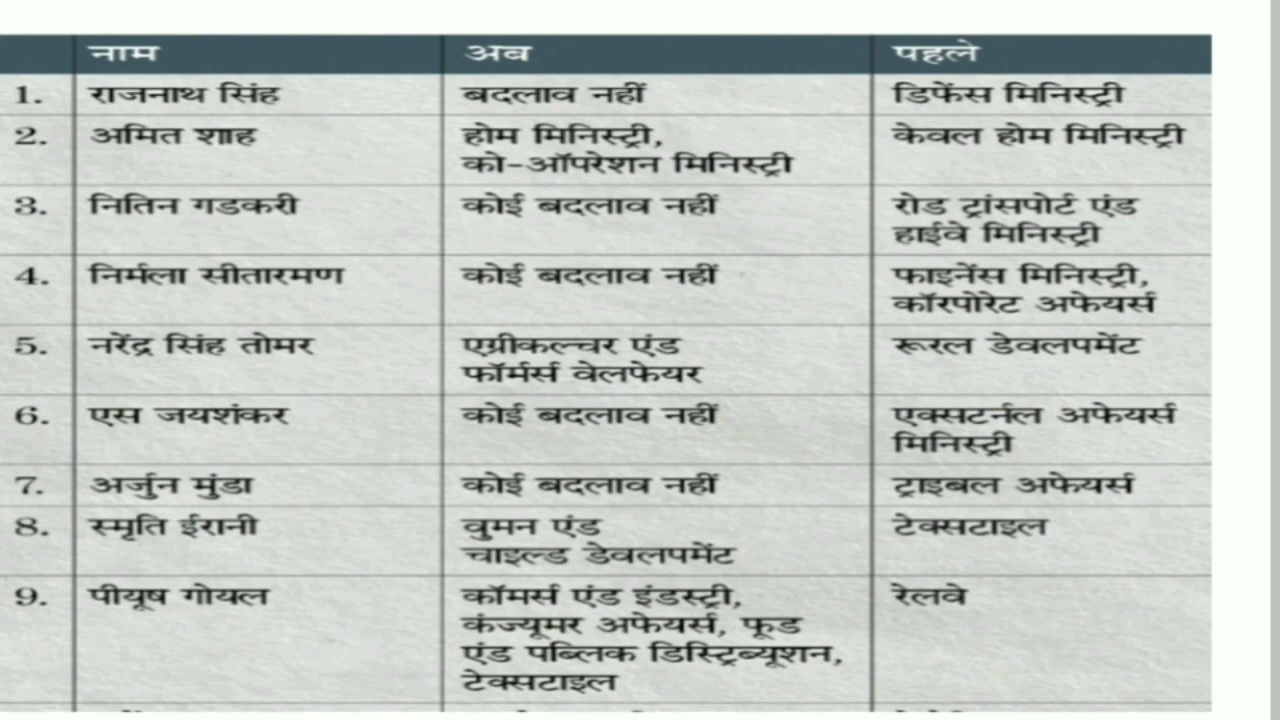 नाम अब पहले
1. राजनाथ सिंह बदलाव नहीं डिफेंस मिनिस्ट्री
2. अमित शाह होम मिनिस्ट्री, केवल होम मिनिस्ट्री
को-ऑपरेशन मिनिस्ट्री
3. नितिन गडकरी कोई बदलाव नहीं रोड ट्रांसपोर्ट एंड
हाईवे मिनिस्ट्री
4. निर्मला सीतारमण कोई बदलाव नहीं फाइनेंस मिनिस्ट्री,
कॉरपोरेट अफेयर्स
5. नरेंद्र सिंह तोमर एग्रीकल्चर एंड रूरल डेवलपमेंट
फॉर्मर्स वेलफेयर
6. एस जयशंकर कोई बदलाव नहीं एक्सटर्नल अफेयर्स
मिनिस्ट्री
7. अर्जुन मुंडा कोई बदलाव नहीं ट्राइबल अफेयर्स
8. स्मृति ईरानी वुमन एंड टेक्सटाइल
चाइल्ड डेवलपमेंट
9. पीयूष गोयल कॉमर्स एंड इंडस्ट्री, रेलवे
कंज्यूमर अफेयर्स, फूड
एंड पब्लिक डिस्ट्रिब्यूशन,
टेक्सटाइल